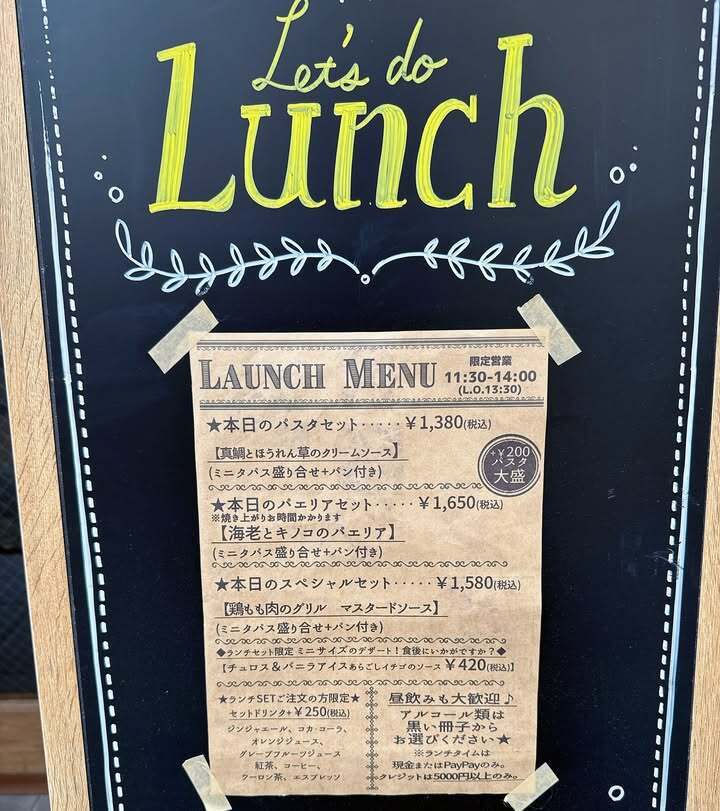 Let's do
Lunch
LAUNCH MENU
限定営業
11:30-14:00
(L.O.13:30)
★本日のパスタセット・・・・・￥1,380(税込)
【真鯛とほうれん草のクリームソース】
(ミニタパス盛り合せ+パン付き)
+￥200
パスタ
大盛
★本日のパエリアセット・・・・・￥1,650(税込)
※焼き上がりお時間かかります
【海老とキノコのパエリア】
(ミニタパス盛り合せ+パン付き)
★本日のスペシャルセット・・・・・￥1,580(税込)
【鶏もも肉のグリル　マスタードソース】
(ミニタパス盛り合せ+パン付き)
◆ランチセット限定 ミニサイズのデザート！食後にいかがですか？◆
【チュロス＆バニラアイスあらごしイチゴのソース ￥420(税込)】
★ランチSETご注文の方限定★
セットドリンク+￥250(税込)
ジンジャエール、コカ・コーラ、
オレンジジュース、
グレープフルーツジュース
紅茶、コーヒー、
ウーロン茶、エスプレッソ
昼飲みも大歓迎♪
アルコール類は
黒い冊子から
お選びください★
※ランチタイムは
現金またはPayPayのみ。
クレジットは5000円以上のみ。